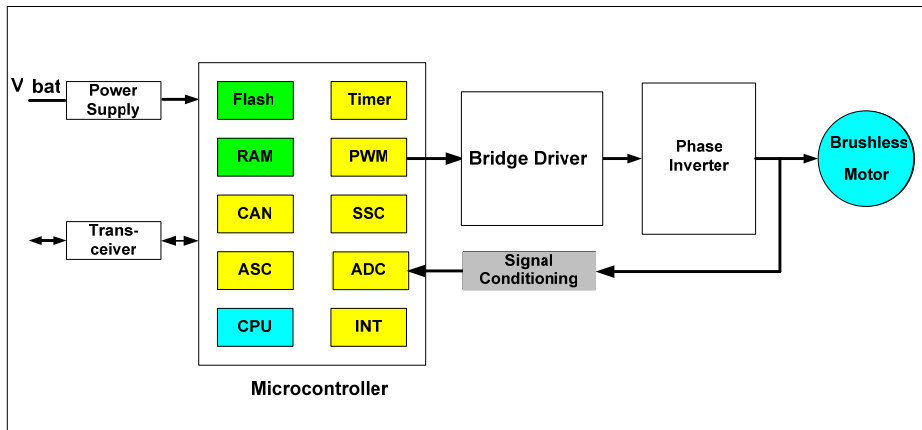 V bat
Power
Supply
Trans-
ceiver
Flash
Timer
RAM
PWM
CAN
SSC
ASC
ADC
CPU
INT
Microcontroller
Bridge Driver
Phase
Inverter
Brushless
Motor
Signal
Conditioning